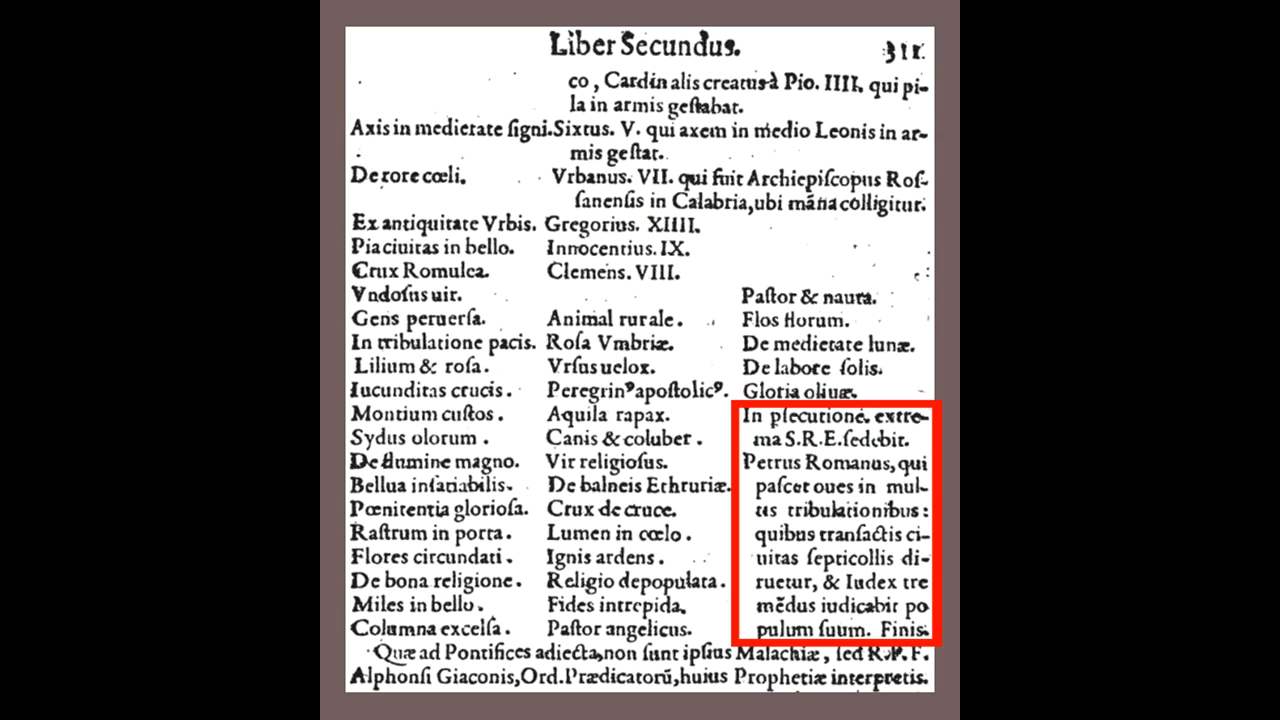 Liber Secundus. 311.
co, Cardinalis creatus à Pio. IIII. qui pi-
la in armis geſtabat.
Axis in medietate ſigni. Sixtus. V. qui axem in medio Leonis in ar-
mis geſtat.
De rore cœli. Vrbanus. VII. qui fuit Archiepiſcopus Roſ-
ſanenſis in Calabria, ubi mãna colligitur.
Ex antiquitate Vrbis. Gregorius. XIIII.
Pia ciuitas in bello. Innocentius. IX.
Crux Romulea. Clemens. VIII.
Vndoſus uir.
Gens peruerſa.
In tribulatione pacis.
Lilium & roſa.
Iucunditas crucis.
Montium cuſtos.
Sydus olorum.
De flumine magno.
Bellua inſatiabilis.
Pœnitentia glorioſa.
Raſtrum in porta.
Flores circundati.
De bona religione.
Miles in bello.
Columna excelſa.
Animal rurale.
Roſa Vmbriæ.
Vrſus uelox.
Peregrinꝰ apoſtolicꝰ.
Aquila rapax.
Canis & coluber.
Vir religioſus.
De balneis Ethruriæ.
Crux de cruce.
Lumen in cœlo.
Ignis ardens.
Religio depopulata.
Fides intrepida.
Paſtor angelicus.
Paſtor & nauta.
Flos florum.
De medietate lunæ.
De labore ſolis.
Gloria oliuæ.
In pſecutione. extre-
ma S.R.E. ſedebit.
Petrus Romanus, qui
paſcet oues in mul-
tis tribulationibus:
quibus tranſactis ci-
uitas ſepticollis di-
ruetur, & Iudex tre
mẽdus iudicabit po
pulum ſuum. Finis.
Quæ ad Pontifices adiecta, non ſunt ipſius Malachiæ, ſed R.P.F.
Alphonſi Giaconis, Ord. Prædicatorũ, huius Prophetiæ interpretis.